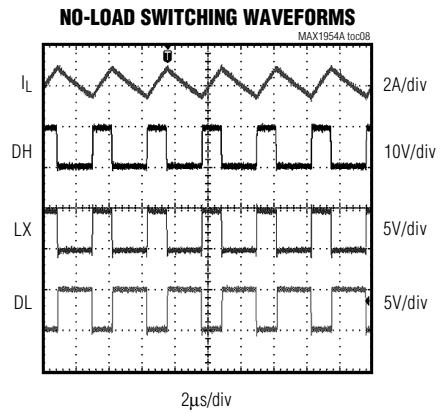 NO-LOAD SWITCHING WAVEFORMS
MAX1954A toc08
T
IL
2A/div
DH
10V/div
LX
5V/div
DL
5V/div
2μs/div